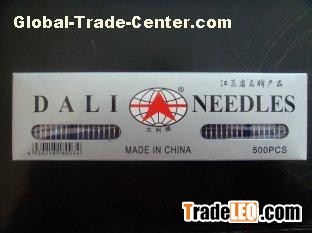 Global-Trade-Center.com
江苏省名牌产品
DALI ® NEEDLES
大利牌
MADE IN CHINA
500PCS
TradeLEO.com